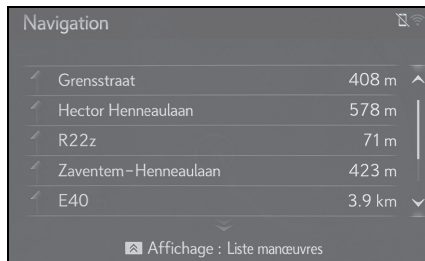 Navigation
Grensstraat 408 m
Hector Henneaulaan 578 m
R22z 71 m
Zaventem-Henneaulaan 423 m
E40 3.9 km
Affichage : Liste manœuvres